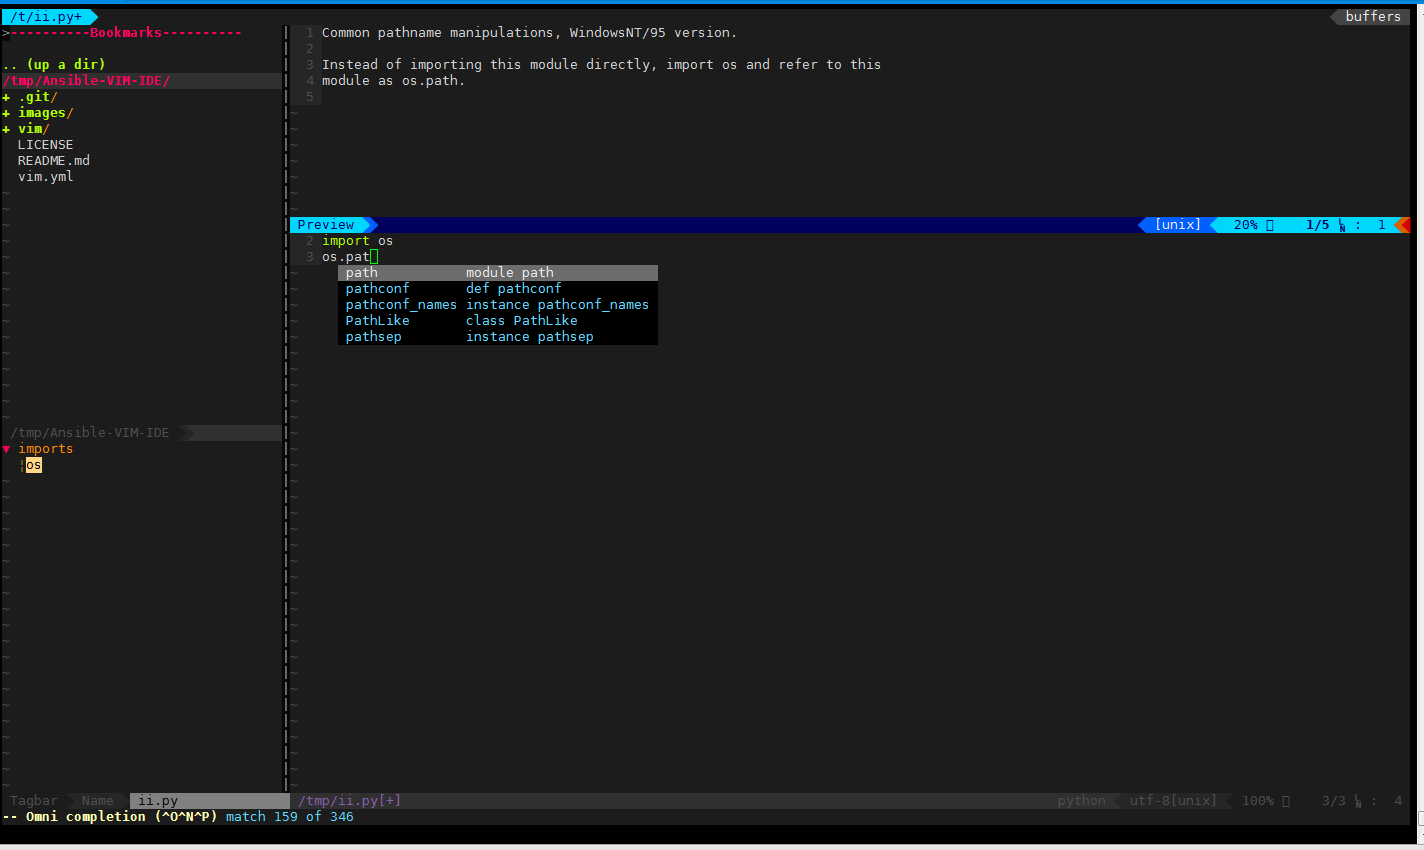 /t/ii.py+
buffers
>----------Bookmarks----------
.. (up a dir)
/tmp/Ansible-VIM-IDE/
+ .git/
+ images/
+ vim/
LICENSE
README.md
vim.yml
/tmp/Ansible-VIM-IDE
▼ imports
¦os
Tagbar Name ii.py
1 Common pathname manipulations, WindowsNT/95 version.
2
3 Instead of importing this module directly, import os and refer to this
4 module as os.path.
5
Preview [unix] 20% 1/5 : 1
2 import os
3 os.pat
path module path
pathconf def pathconf
pathconf_names instance pathconf_names
PathLike class PathLike
pathsep instance pathsep
/tmp/ii.py[+] python utf-8[unix] 100% 3/3 : 4
-- Omni completion (^O^N^P) match 159 of 346